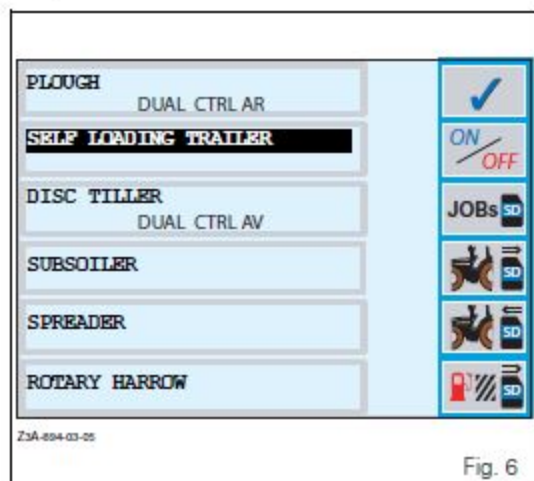 PLOUGH
DUAL CTRL AR
SELF LOADING TRAILER
DISC TILLER
DUAL CTRL AV
SUBSOILER
SPREADER
ROTARY HARROW
ON
OFF
JOBs SD
SD
SD
SD
Z3A-894-03-05
Fig. 6